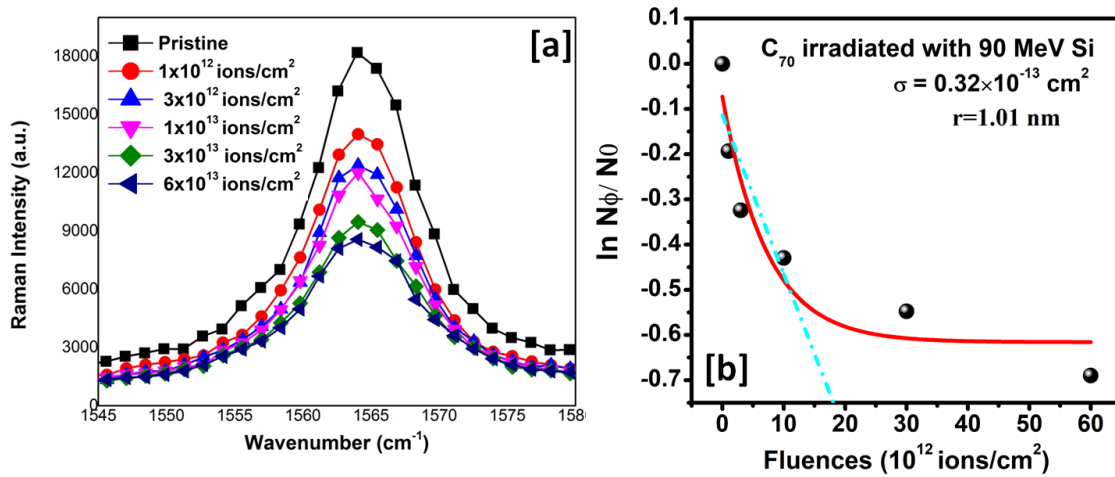 [a]
Pristine
1x10¹² ions/cm²
3x10¹² ions/cm²
1x10¹³ ions/cm²
3x10¹³ ions/cm²
6x10¹³ ions/cm²
18000
15000
12000
9000
6000
3000
0
Raman Intensity (a.u.)
1545 1550 1555 1560 1565 1570 1575 1580
Wavenumber (cm⁻¹)
C₇₀ irradiated with 90 MeV Si
σ = 0.32×10⁻¹³ cm²
r=1.01 nm
0.1
0.0
-0.1
-0.2
-0.3
-0.4
-0.5
-0.6
-0.7
ln Nϕ/ N0
[b]
0 10 20 30 40 50 60
Fluences (10¹² ions/cm²)